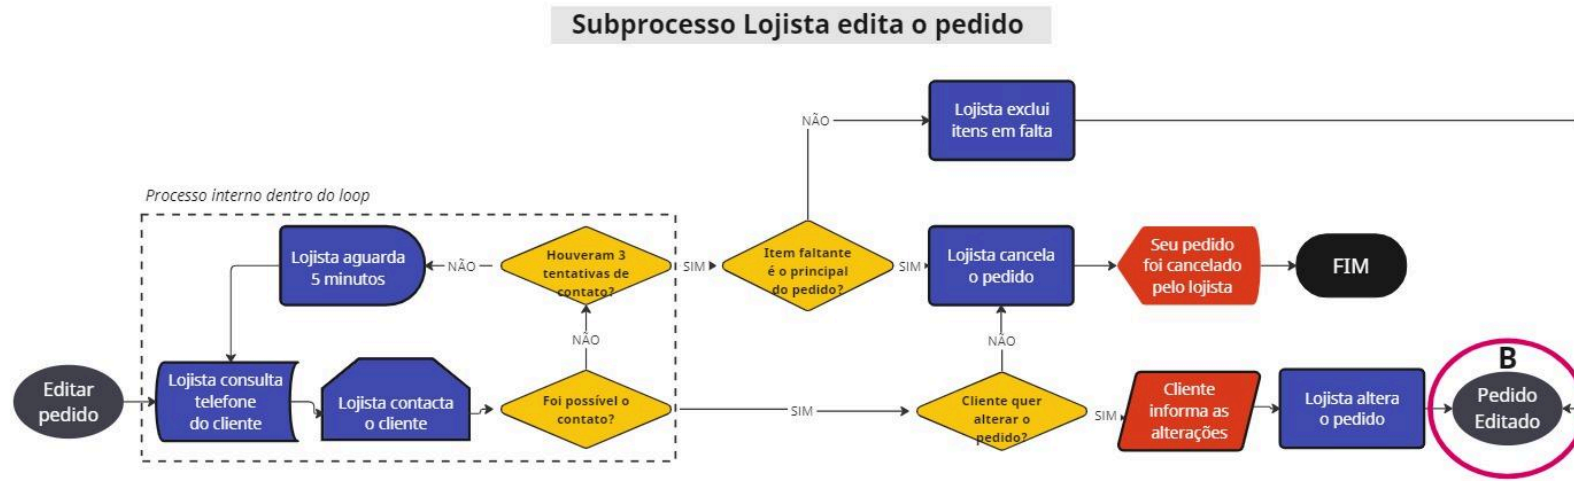 Subprocesso Lojista edita o pedido
NÃO
Lojista exclui
itens em falta
Processo interno dentro do loop
Lojista aguarda
5 minutos
NÃO
Houveram 3
tentativas de
contato?
SIM
Item faltante
é o principal
do pedido?
SIM
Lojista cancela
o pedido
Seu pedido
foi cancelado
pelo lojista
FIM
NÃO
NÃO
Editar
pedido
Lojista consulta
telefone
do cliente
Lojista contacta
o cliente
Foi possível o
contato?
SIM
Cliente quer
alterar o
pedido?
SIM
Cliente
informa as
alterações
Lojista altera
o pedido
B
Pedido
Editado